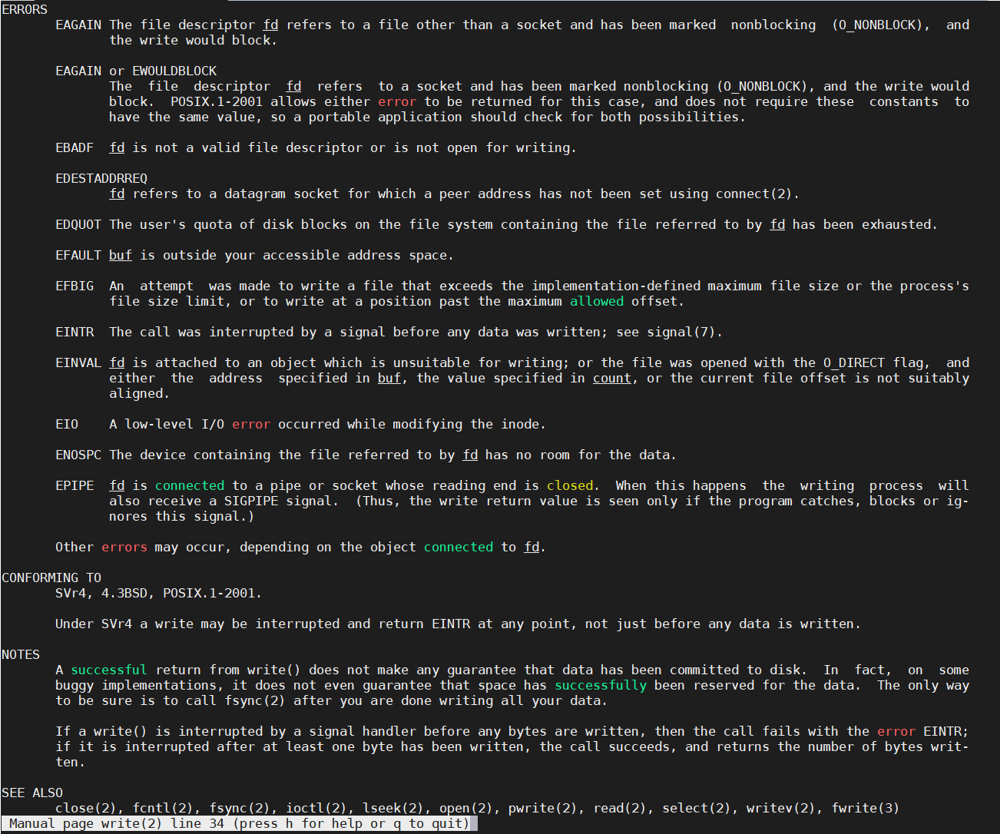 ERRORS
EAGAIN The file descriptor fd refers to a file other than a socket and has been marked nonblocking (O_NONBLOCK), and
the write would block.
EAGAIN or EWOULDBLOCK
The file descriptor fd refers to a socket and has been marked nonblocking (O_NONBLOCK), and the write would
block. POSIX.1-2001 allows either error to be returned for this case, and does not require these constants to
have the same value, so a portable application should check for both possibilities.
EBADF fd is not a valid file descriptor or is not open for writing.
EDESTADDRREQ
fd refers to a datagram socket for which a peer address has not been set using connect(2).
EDQUOT The user's quota of disk blocks on the file system containing the file referred to by fd has been exhausted.
EFAULT buf is outside your accessible address space.
EFBIG An attempt was made to write a file that exceeds the implementation-defined maximum file size or the process's
file size limit, or to write at a position past the maximum allowed offset.
EINTR The call was interrupted by a signal before any data was written; see signal(7).
EINVAL fd is attached to an object which is unsuitable for writing; or the file was opened with the O_DIRECT flag, and
either the address specified in buf, the value specified in count, or the current file offset is not suitably
aligned.
EIO A low-level I/O error occurred while modifying the inode.
ENOSPC The device containing the file referred to by fd has no room for the data.
EPIPE fd is connected to a pipe or socket whose reading end is closed. When this happens the writing process will
also receive a SIGPIPE signal. (Thus, the write return value is seen only if the program catches, blocks or ig-
nores this signal.)
Other errors may occur, depending on the object connected to fd.
CONFORMING TO
SVr4, 4.3BSD, POSIX.1-2001.
Under SVr4 a write may be interrupted and return EINTR at any point, not just before any data is written.
NOTES
A successful return from write() does not make any guarantee that data has been committed to disk. In fact, on some
buggy implementations, it does not even guarantee that space has successfully been reserved for the data. The only way
to be sure is to call fsync(2) after you are done writing all your data.
If a write() is interrupted by a signal handler before any bytes are written, then the call fails with the error EINTR;
if it is interrupted after at least one byte has been written, the call succeeds, and returns the number of bytes writ-
ten.
SEE ALSO
close(2), fcntl(2), fsync(2), ioctl(2), lseek(2), open(2), pwrite(2), read(2), select(2), writev(2), fwrite(3)
Manual page write(2) line 34 (press h for help or q to quit)